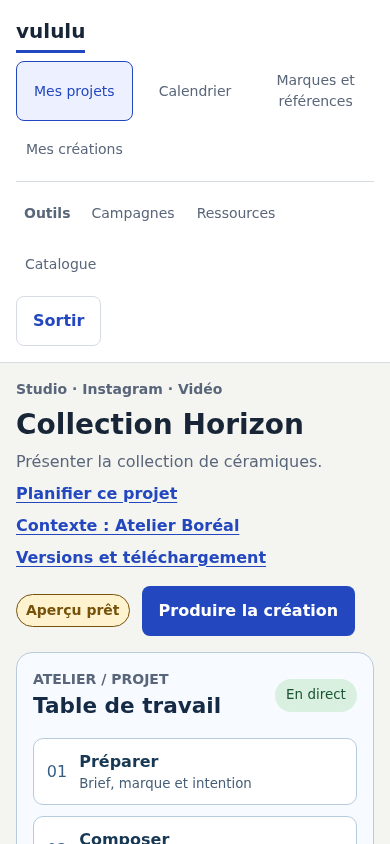 vululu
Mes projets
Calendrier
Marques et
références
Mes créations
Outils
Campagnes
Ressources
Catalogue
Sortir
Studio · Instagram · Vidéo
Collection Horizon
Présenter la collection de céramiques.
Planifier ce projet
Contexte : Atelier Boréal
Versions et téléchargement
Aperçu prêt
Produire la création
ATELIER / PROJET
Table de travail
En direct
01
Préparer
Brief, marque et intention
Composer